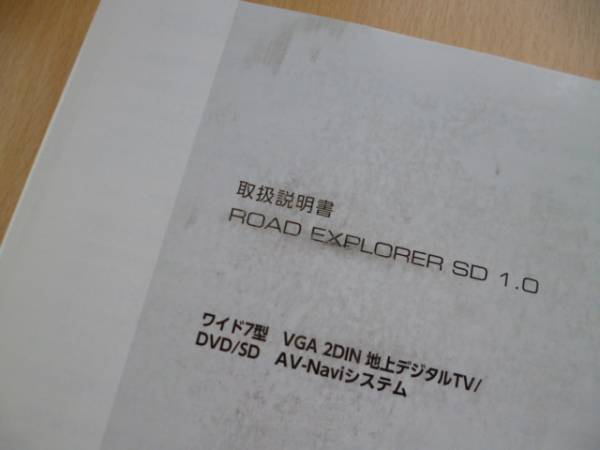 取扱説明書
ROAD EXPLORER SD 1.0
ワイド7型 VGA 2DIN 地上デジタルTV/
DVD/SD AV-Naviシステム